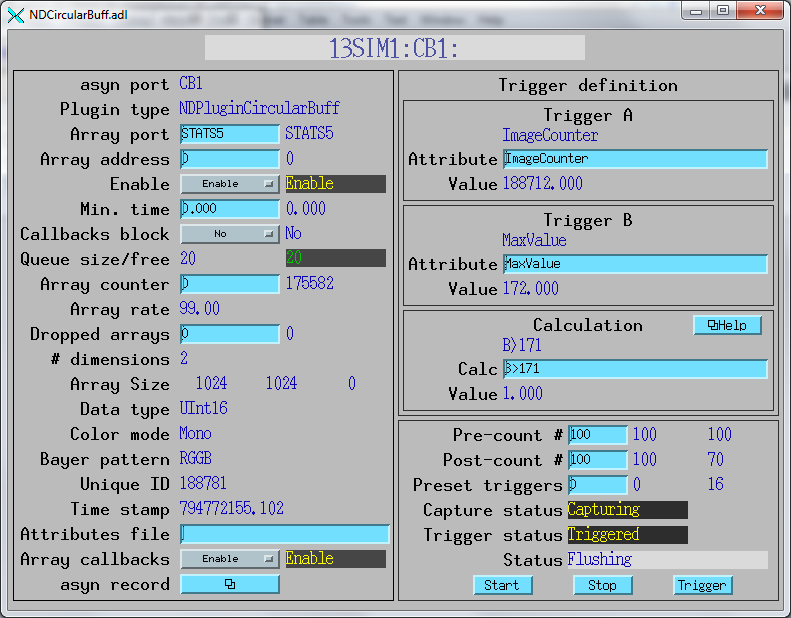 NDCircularBuff.adl
13SIM1:CB1:
asyn port CB1
Plugin type NDPluginCircularBuff
Array port STATS5 STATS5
Array address 0 0
Enable Enable Enable
Min. time 0.000 0.000
Callbacks block No No
Queue size/free 20 20
Array counter 0 175582
Array rate 99.00
Dropped arrays 0 0
# dimensions 2
Array Size 1024 1024 0
Data type UInt16
Color mode Mono
Bayer pattern RGGB
Unique ID 188781
Time stamp 794772155.102
Attributes file
Array callbacks Enable Enable
asyn record
Trigger definition
Trigger A
ImageCounter
Attribute ImageCounter
Value 188712.000
Trigger B
MaxValue
Attribute MaxValue
Value 172.000
Calculation Help
B>171
Calc B>171
Value 1.000
Pre-count # 100 100 100
Post-count # 100 100 70
Preset triggers 0 0 16
Capture status Capturing
Trigger status Triggered
Status Flushing
Start Stop Trigger